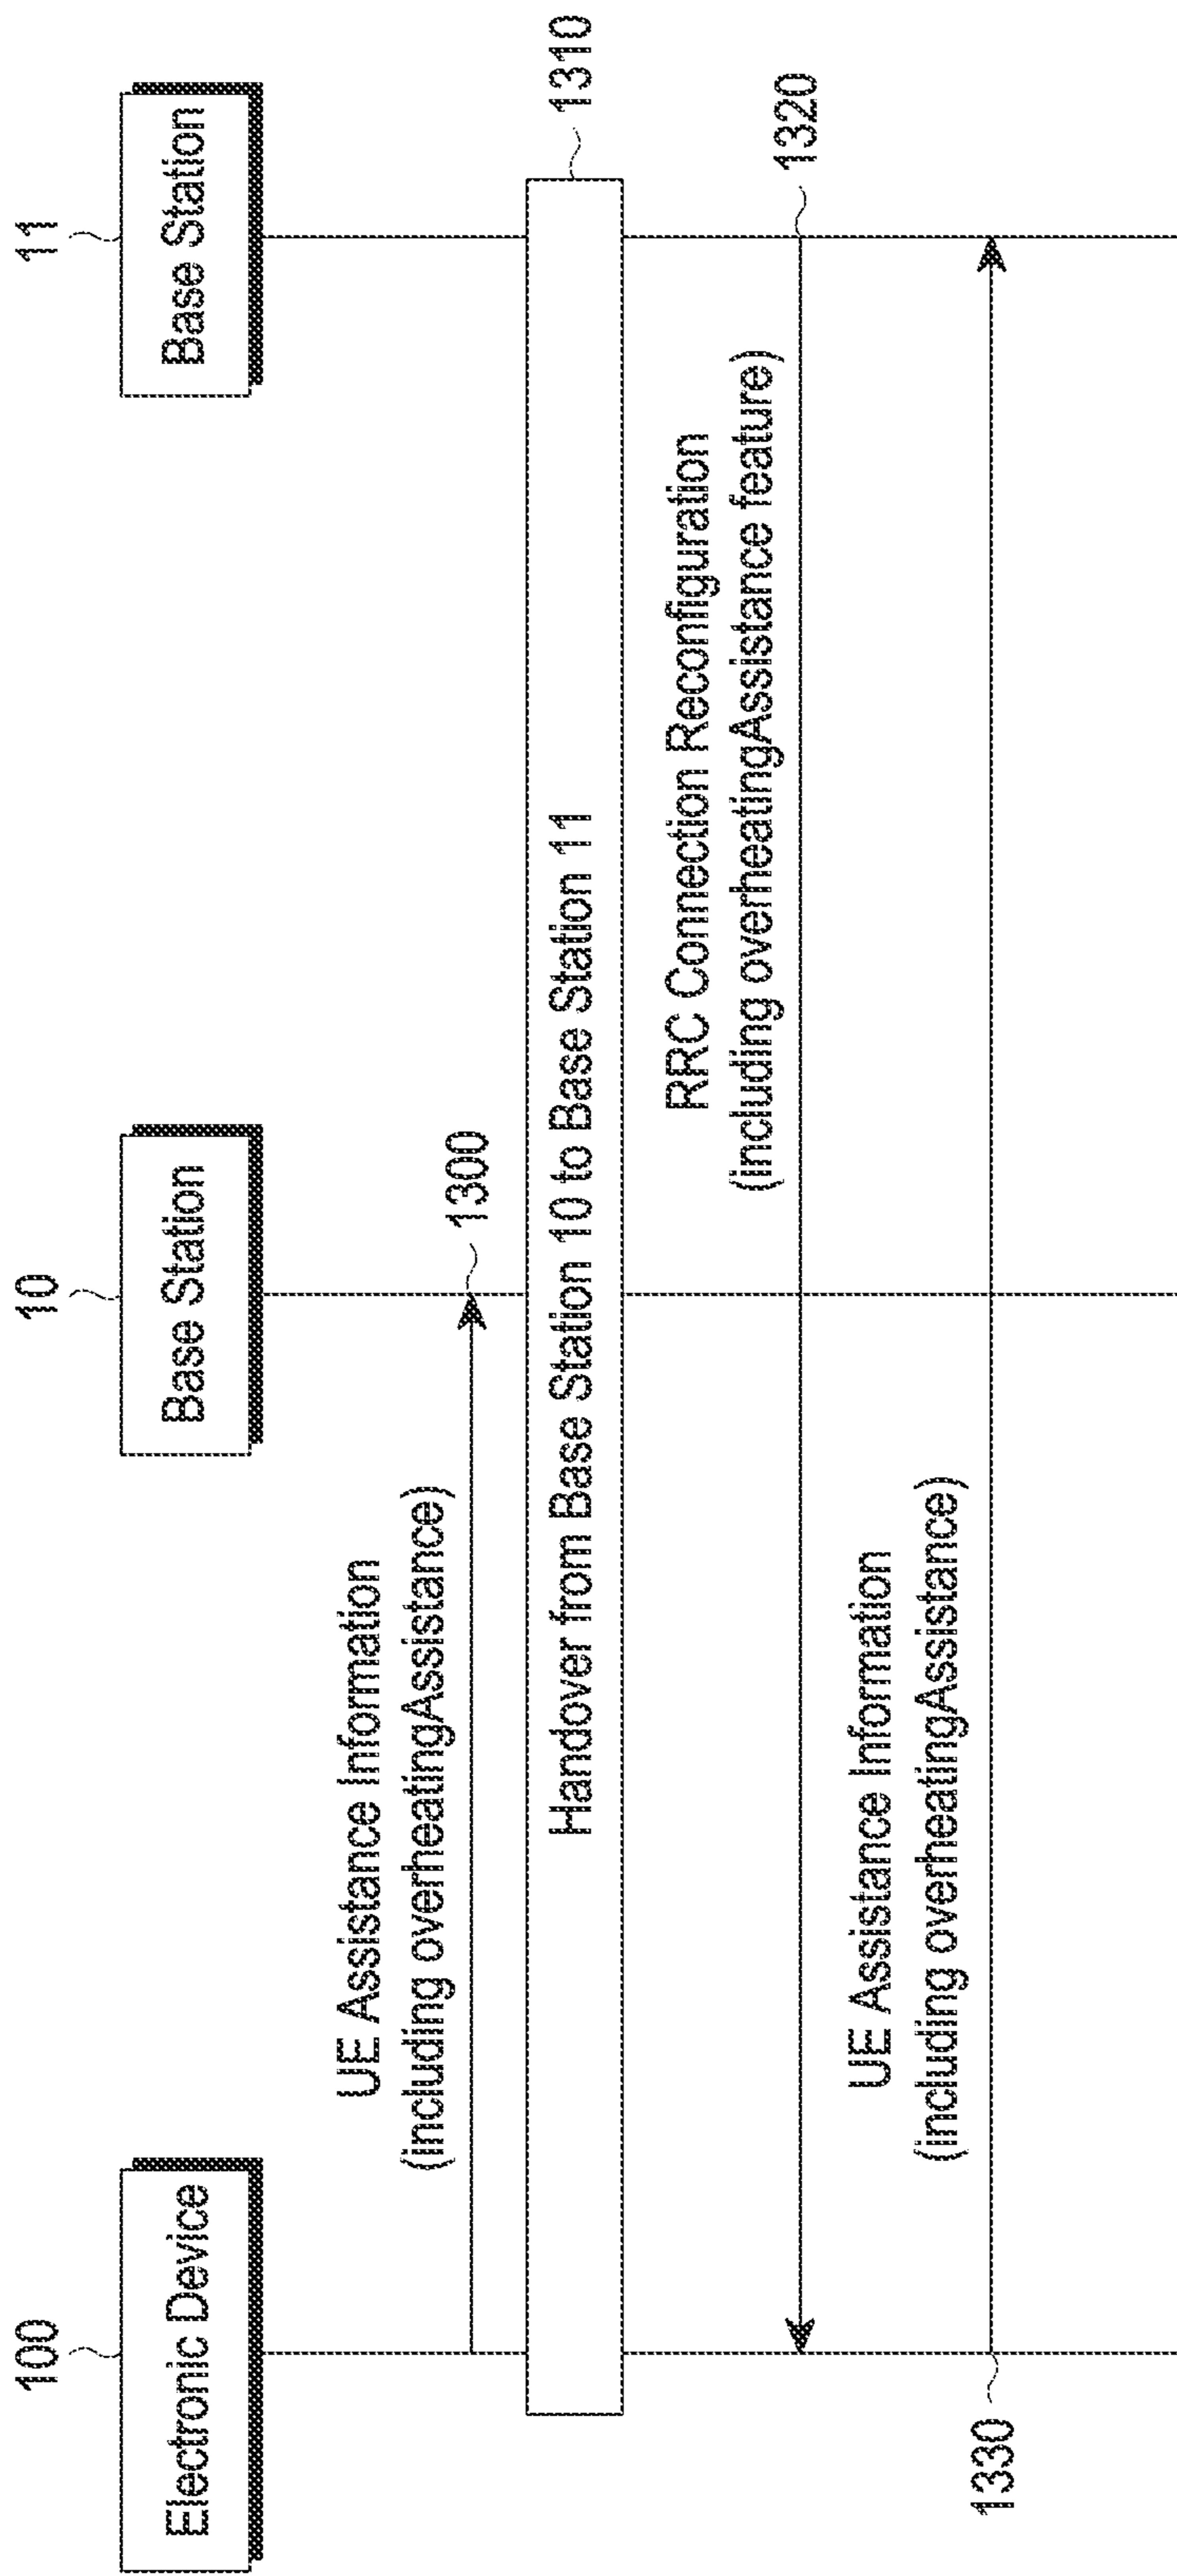 100
10
11
Electronic Device
Base Station
Base Station
UE Assistance Information
(including overheatingAssistance)
1300
Handover from Base Station 10 to Base Station 11
1310
RRC Connection Reconfiguration
(including overheatingAssistance feature)
1320
UE Assistance Information
(including overheatingAssistance)
1330